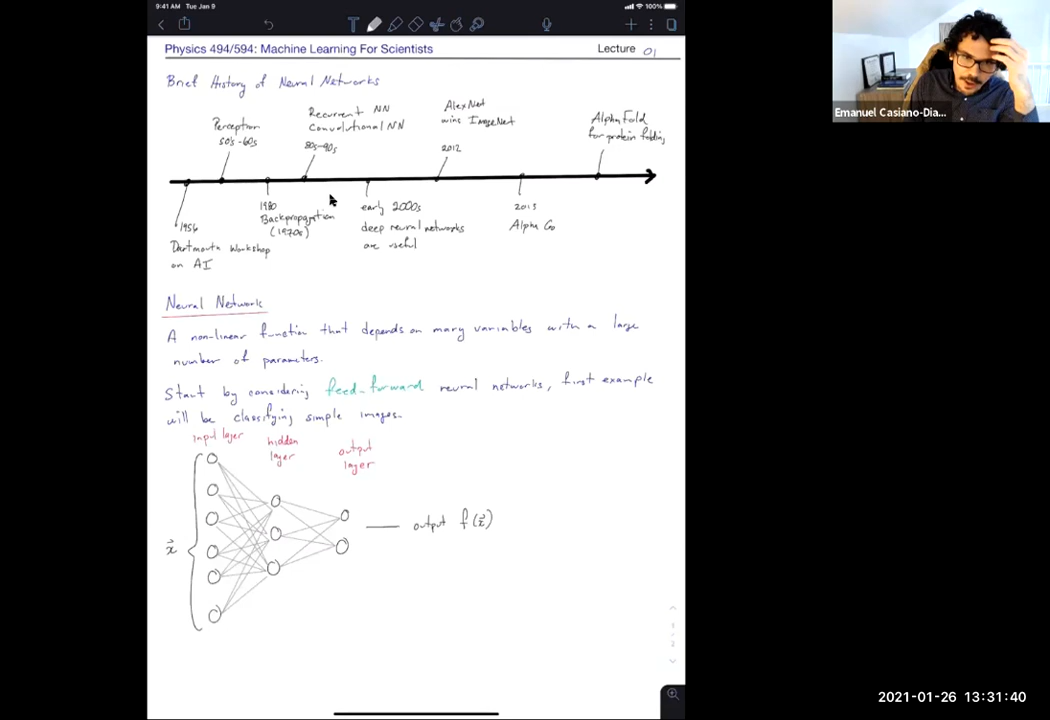 9:41 AM Tue Jan 9
100%
Physics 494/594: Machine Learning For Scientists
Lecture 01
Brief History of Neural Networks
Perceptron
50's-60s
Recurrent NN
Convolutional NN
80s-90s
AlexNet
wins ImageNet
2012
AlphaFold
for protein folding
1956
Dartmouth Workshop
on AI
1980
Backpropagation
(1970s)
early 2000s
deep neural networks
are useful
2015
Alpha Go
Neural Network
A non-linear function that depends on many variables with a large
number of parameters.
Start by considering feed-forward neural networks, first example
will be classifying simple images.
input layer
hidden
layer
output
layer
x⃗
output f(x⃗)
Emanuel Casiano-Dia...
1
2
2021-01-26 13:31:40